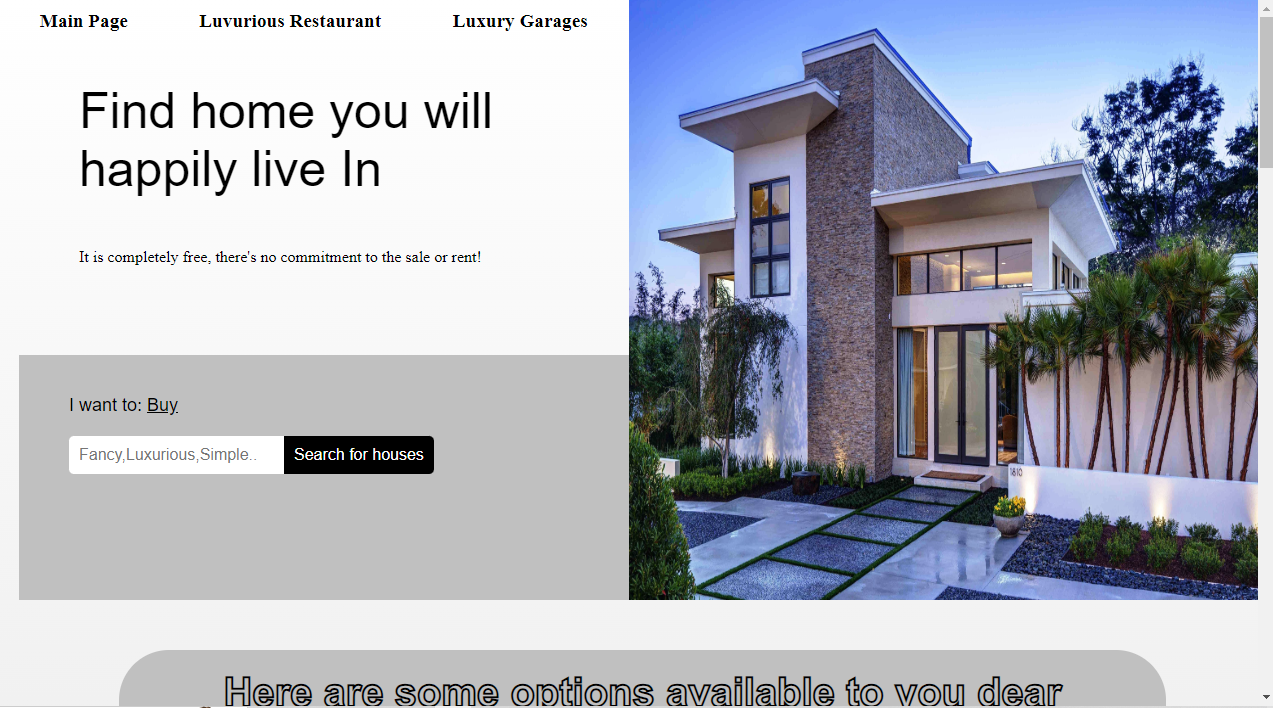 Main Page Luvurious Restaurant Luxury Garages
Find home you will
happily live In
It is completely free, there's no commitment to the sale or rent!
I want to: Buy
Fancy,Luxurious,Simple.. Search for houses
1810
Here are some options available to you dear